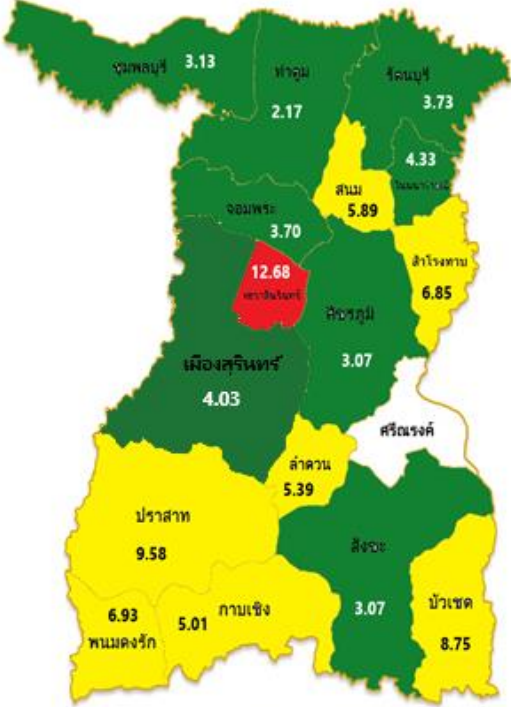 ชุมพลบุรี 3.13
ท่าตูม
2.17
รัตนบุรี
3.73
4.33
สนม
5.89
จอมพระ
3.70
สำโรงทาบ
6.85
12.68
ศีขรภูมิ
3.07
เมืองสุรินทร์
4.03
ศรีณรงค์
ลำดวน
5.39
ปราสาท
9.58
สังขะ
3.07
บัวเชด
8.75
6.93
พนมดงรัก
5.01 กาบเชิง